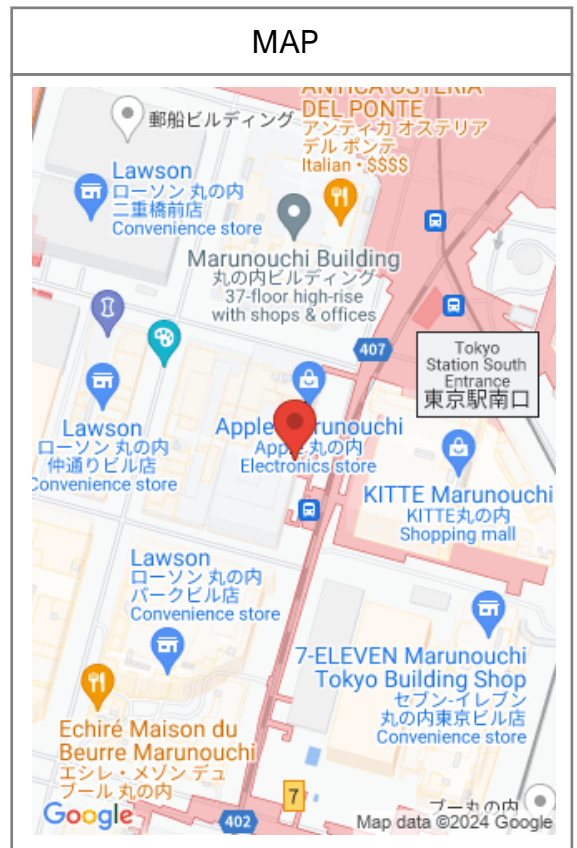 MAP
ANTICA OSTERIA
DEL PONTE
アンティカ オステリア
デル ポンテ
Italian • $$$$
郵船ビルディング
Lawson
ローソン 丸の内
二重橋前店
Convenience store
Marunouchi Building
丸の内ビルディング
37-floor high-rise
with shops & offices
407
Tokyo
Station South
Entrance
東京駅南口
Lawson
ローソン 丸の内
仲通りビル店
Convenience store
Apple Marunouchi
Apple 丸の内
Electronics store
KITTE Marunouchi
KITTE丸の内
Shopping mall
Lawson
ローソン 丸の内
パークビル店
Convenience store
7-ELEVEN Marunouchi
Tokyo Building Shop
セブン-イレブン
丸の内東京ビル店
Convenience store
Echiré Maison du
Beurre Marunouchi
エシレ・メゾン デュ
ブール 丸の内
7
402
ブー丸の内
Google
Map data ©2024 Google